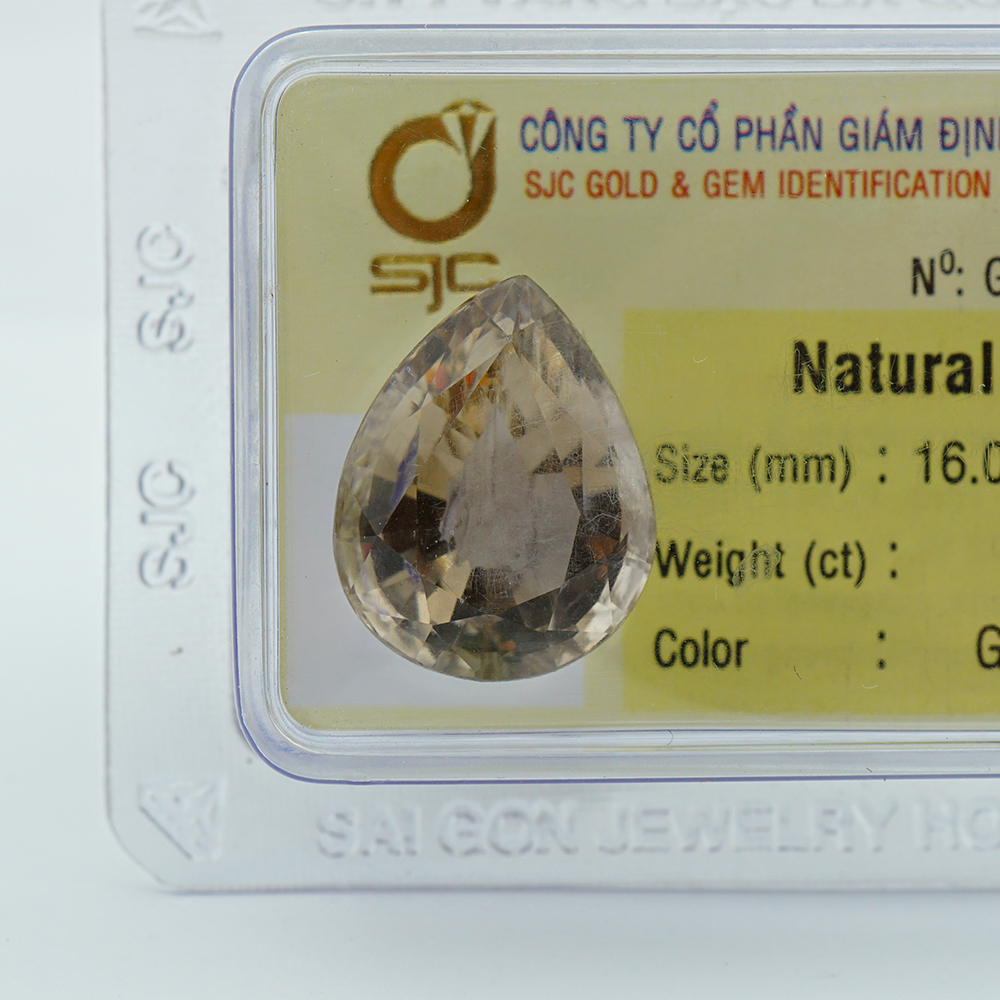 CÔNG TY CỔ PHẦN GIÁM ĐỊN
SJC GOLD & GEM IDENTIFICATION
SJC
Nº: G
Natural
Size (mm) : 16.0
Weight (ct) :
Color : G
SJC
SJC
SAI GON JEWELRY HO